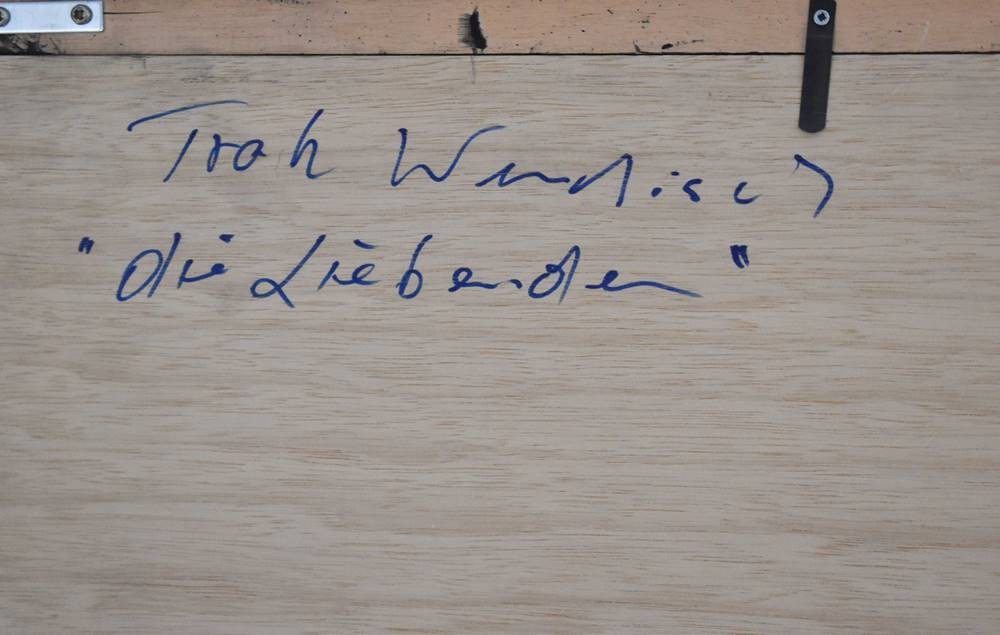 Trak Wendisch
"die Liebenden"